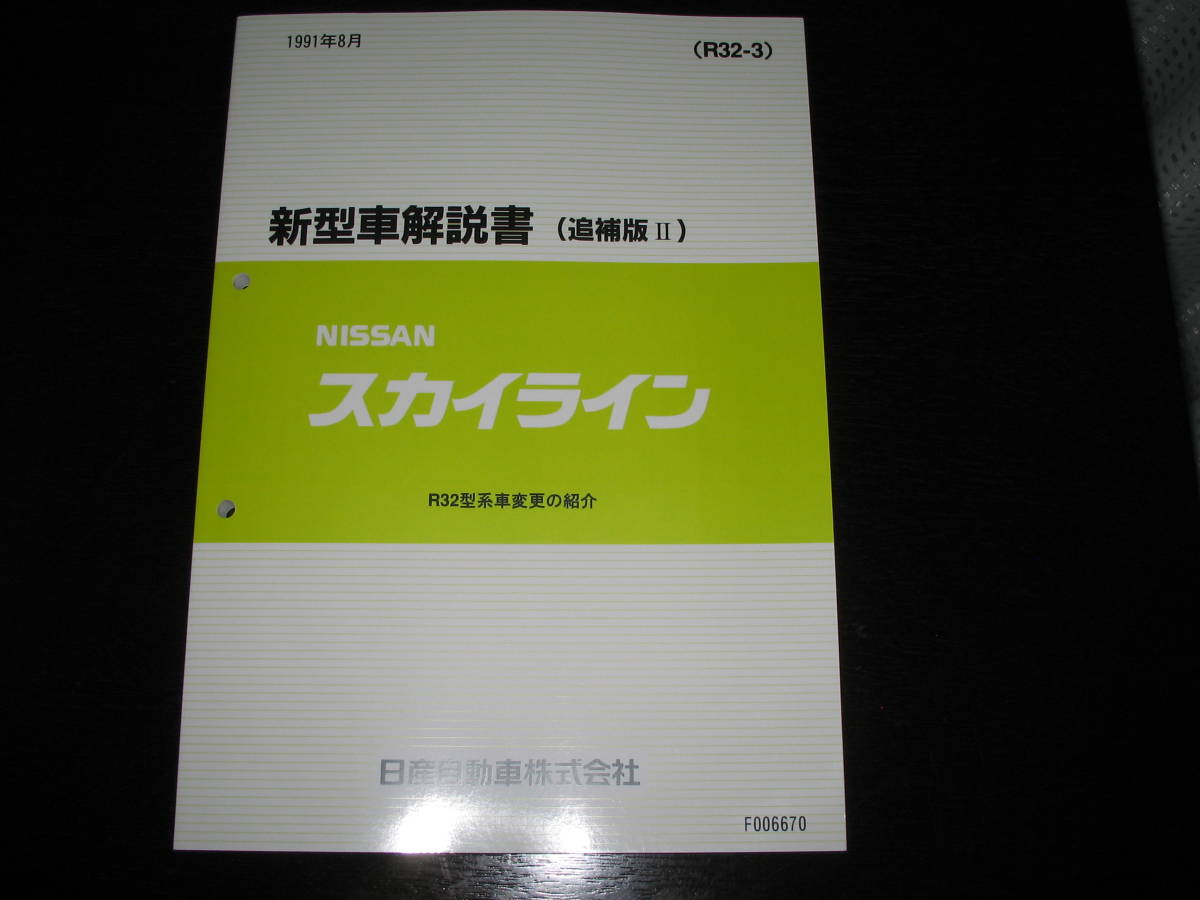 1991年8月
(R32-3)
新型車解説書 (追補版 II)
NISSAN
スカイライン
R32型系車変更の紹介
日産自動車株式会社
F006670